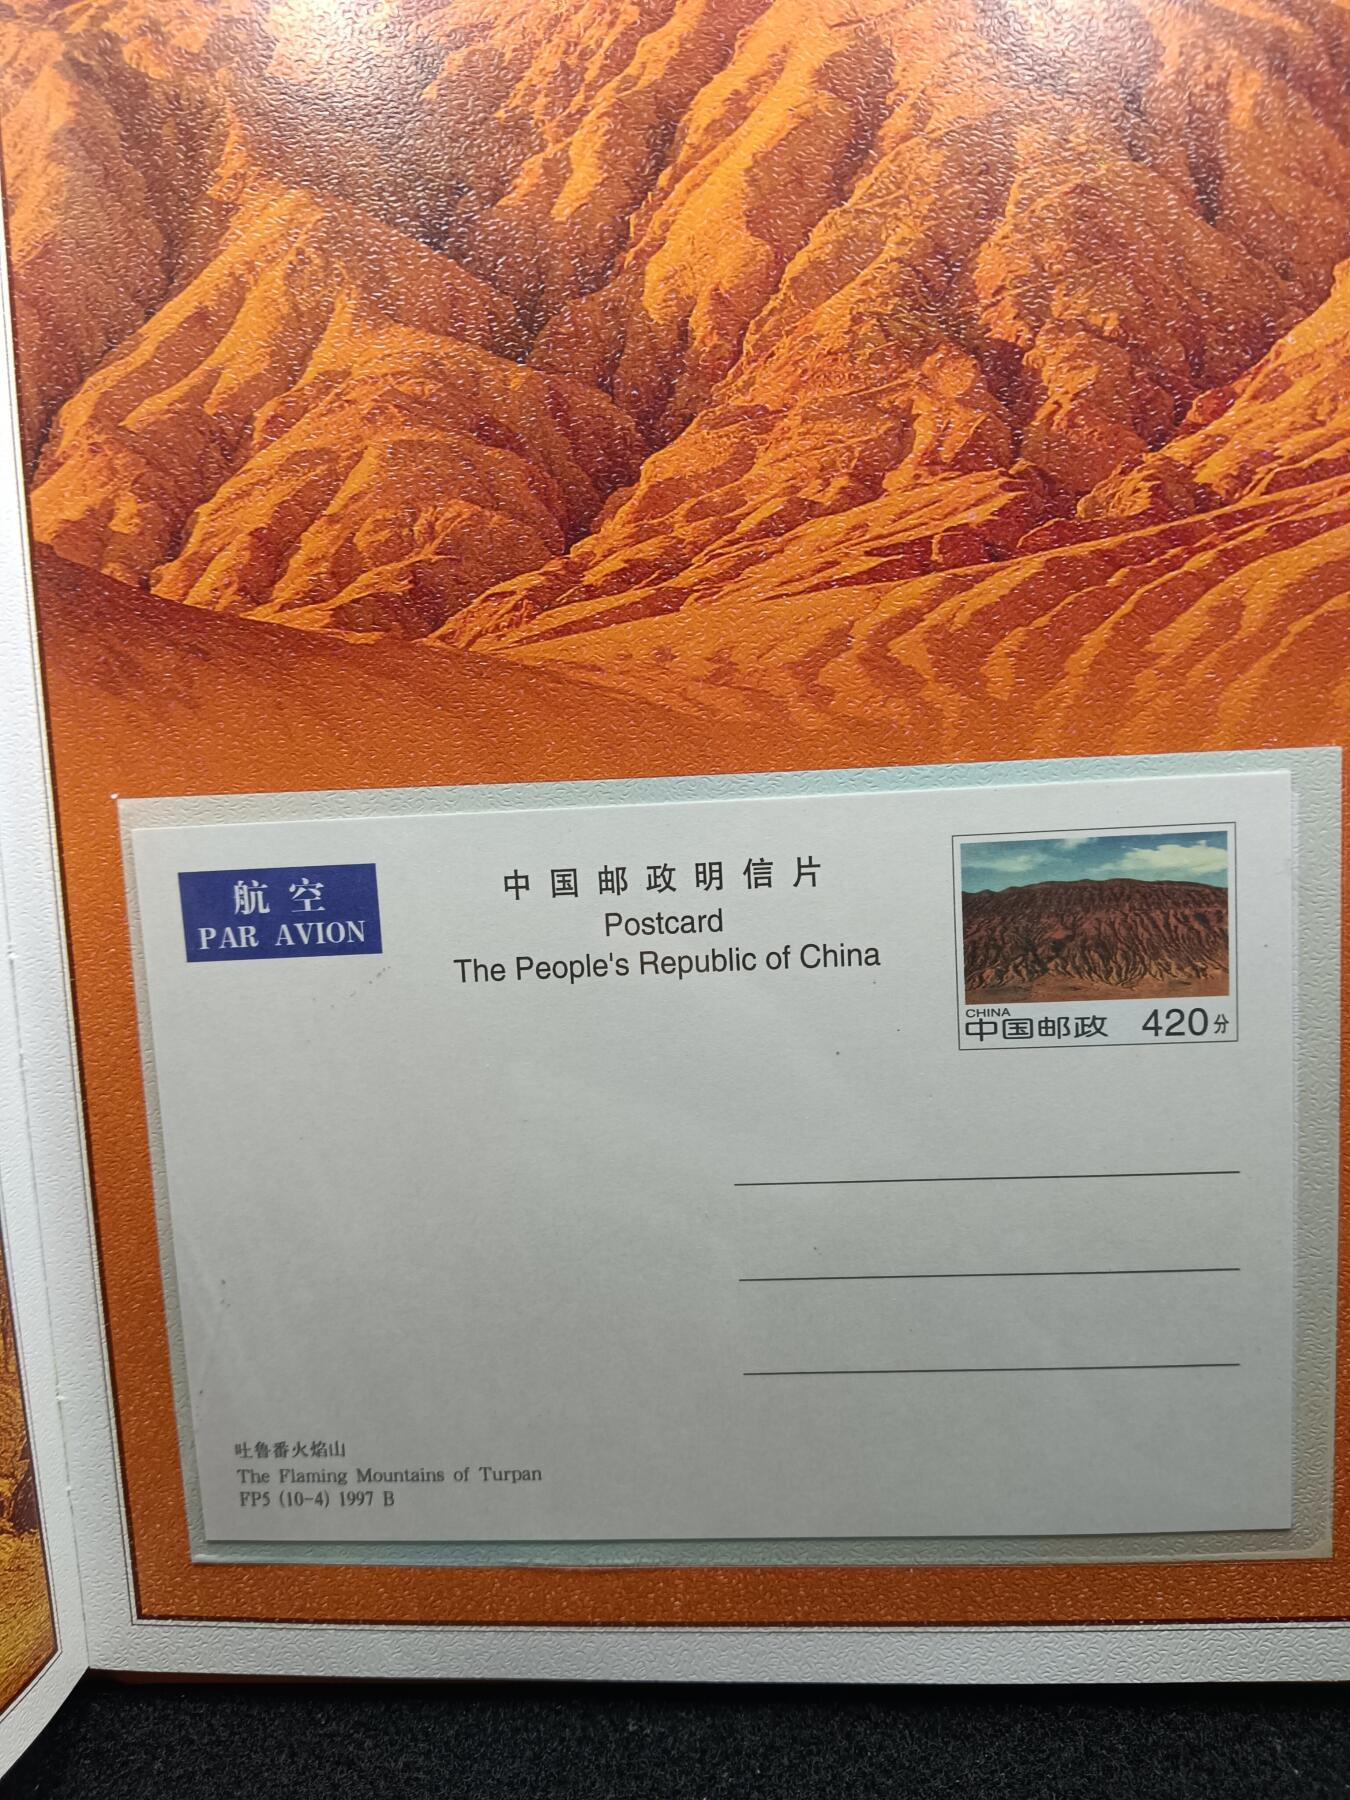 航空
PAR AVION
中国邮政明信片
Postcard
The People's Republic of China
CHINA
中国邮政 420分
吐鲁番火焰山
The Flaming Mountains of Turpan
FP5 (10-4) 1997 B